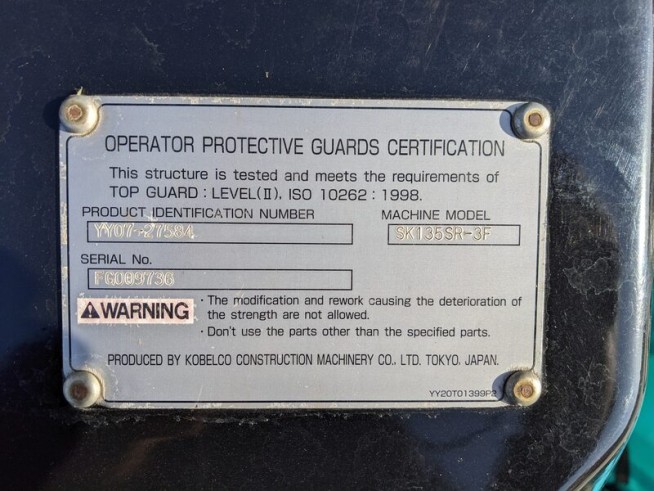 OPERATOR PROTECTIVE GUARDS CERTIFICATION
This structure is tested and meets the requirements of
TOP GUARD : LEVEL(Ⅱ), ISO 10262 : 1998.
PRODUCT IDENTIFICATION NUMBER
MACHINE MODEL
YY07-27584
SK135SR-3F
SERIAL No.
FG009736
⚠WARNING
· The modification and rework causing the deterioration of
the strength are not allowed.
· Don't use the parts other than the specified parts.
PRODUCED BY KOBELCO CONSTRUCTION MACHINERY CO., LTD. TOKYO, JAPAN.
YY20T01399P2